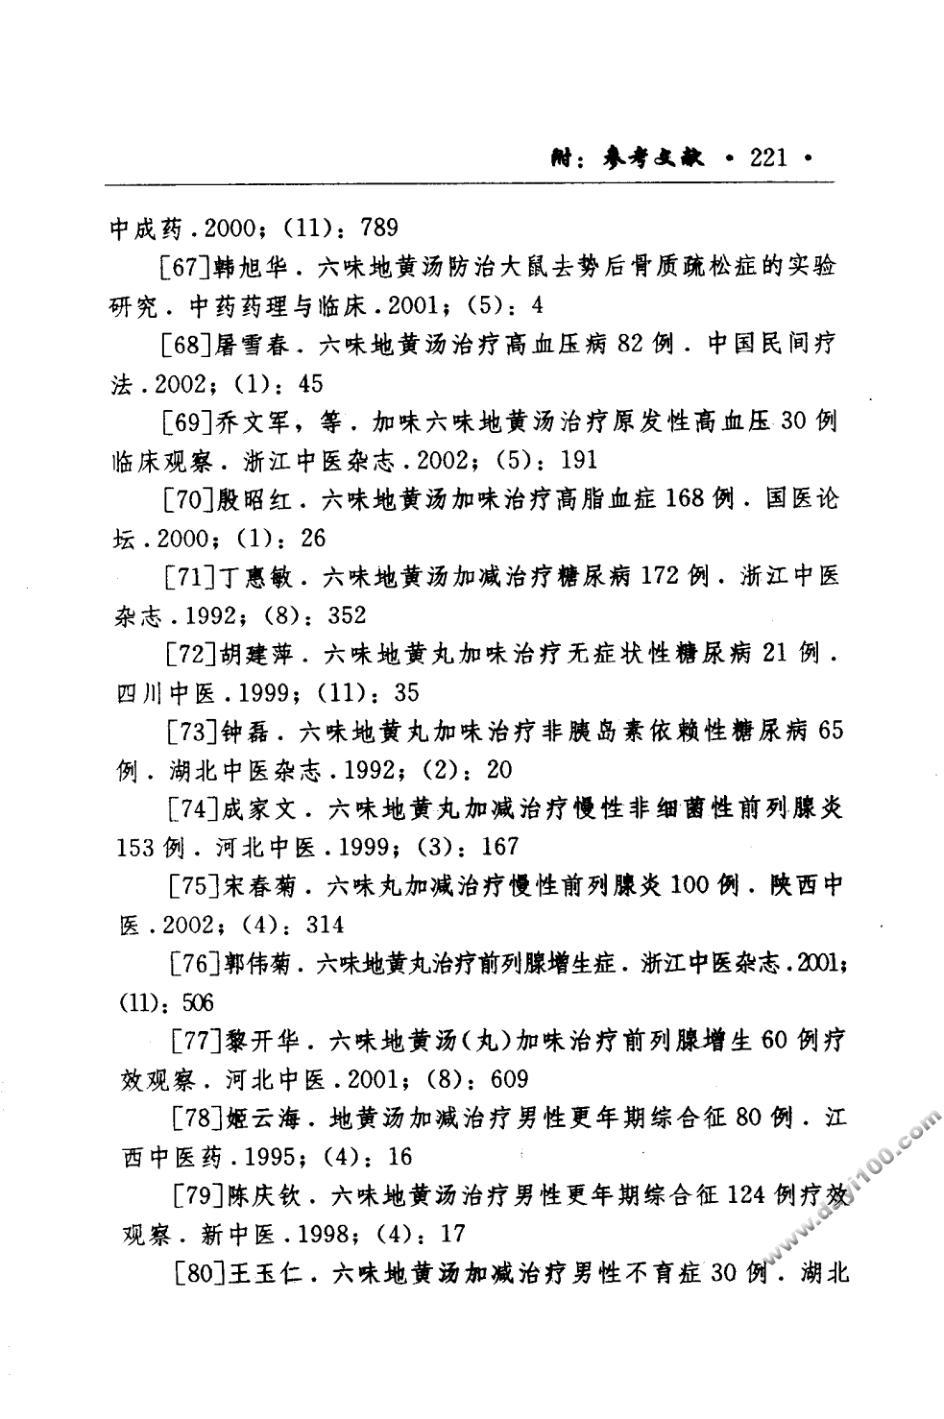 附：参考文献 · 221 ·
中成药.2000；(11)：789
[67]韩旭华．六味地黄汤防治大鼠去势后骨质疏松症的实验
研究．中药药理与临床.2001；(5)：4
[68]屠雪春．六味地黄汤治疗高血压病 82 例．中国民间疗
法.2002；(1)：45
[69]乔文军，等．加味六味地黄汤治疗原发性高血压 30 例
临床观察．浙江中医杂志.2002；(5)：191
[70]殷昭红．六味地黄汤加味治疗高脂血症 168 例．国医论
坛.2000；(1)：26
[71]丁惠敏．六味地黄汤加减治疗糖尿病 172 例．浙江中医
杂志.1992；(8)：352
[72]胡建萍．六味地黄丸加味治疗无症状性糖尿病 21 例．
四川中医.1999；(11)：35
[73]钟磊．六味地黄丸加味治疗非胰岛素依赖性糖尿病 65
例．湖北中医杂志.1992；(2)：20
[74]成家文．六味地黄丸加减治疗慢性非细菌性前列腺炎
153 例．河北中医.1999；(3)：167
[75]宋春菊．六味丸加减治疗慢性前列腺炎 100 例．陕西中
医.2002；(4)：314
[76]郭伟菊．六味地黄丸治疗前列腺增生症．浙江中医杂志.2001；
(11)：506
[77]黎开华．六味地黄汤(丸)加味治疗前列腺增生 60 例疗
效观察．河北中医.2001；(8)：609
[78]姬云海．地黄汤加减治疗男性更年期综合征 80 例．江
西中医药.1995；(4)：16
[79]陈庆钦．六味地黄汤治疗男性更年期综合征 124 例疗效
观察．新中医.1998；(4)：17
[80]王玉仁．六味地黄汤加减治疗男性不育症 30 例．湖北
www.dayi100.com